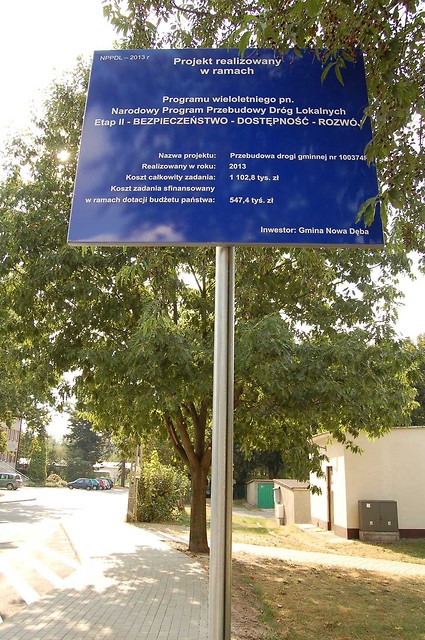 NPPDL – 2013 r
Projekt realizowany
w ramach
Programu wieloletniego pn.
Narodowy Program Przebudowy Dróg Lokalnych
Etap II - BEZPIECZEŃSTWO - DOSTĘPNOŚĆ - ROZWÓJ
Nazwa projektu: Przebudowa drogi gminnej nr 100374
Realizowany w roku: 2013
Koszt całkowity zadania: 1 102,8 tys. zł
Koszt zadania sfinansowany
w ramach dotacji budżetu państwa: 547,4 tyś. zł
Inwestor: Gmina Nowa Dęba